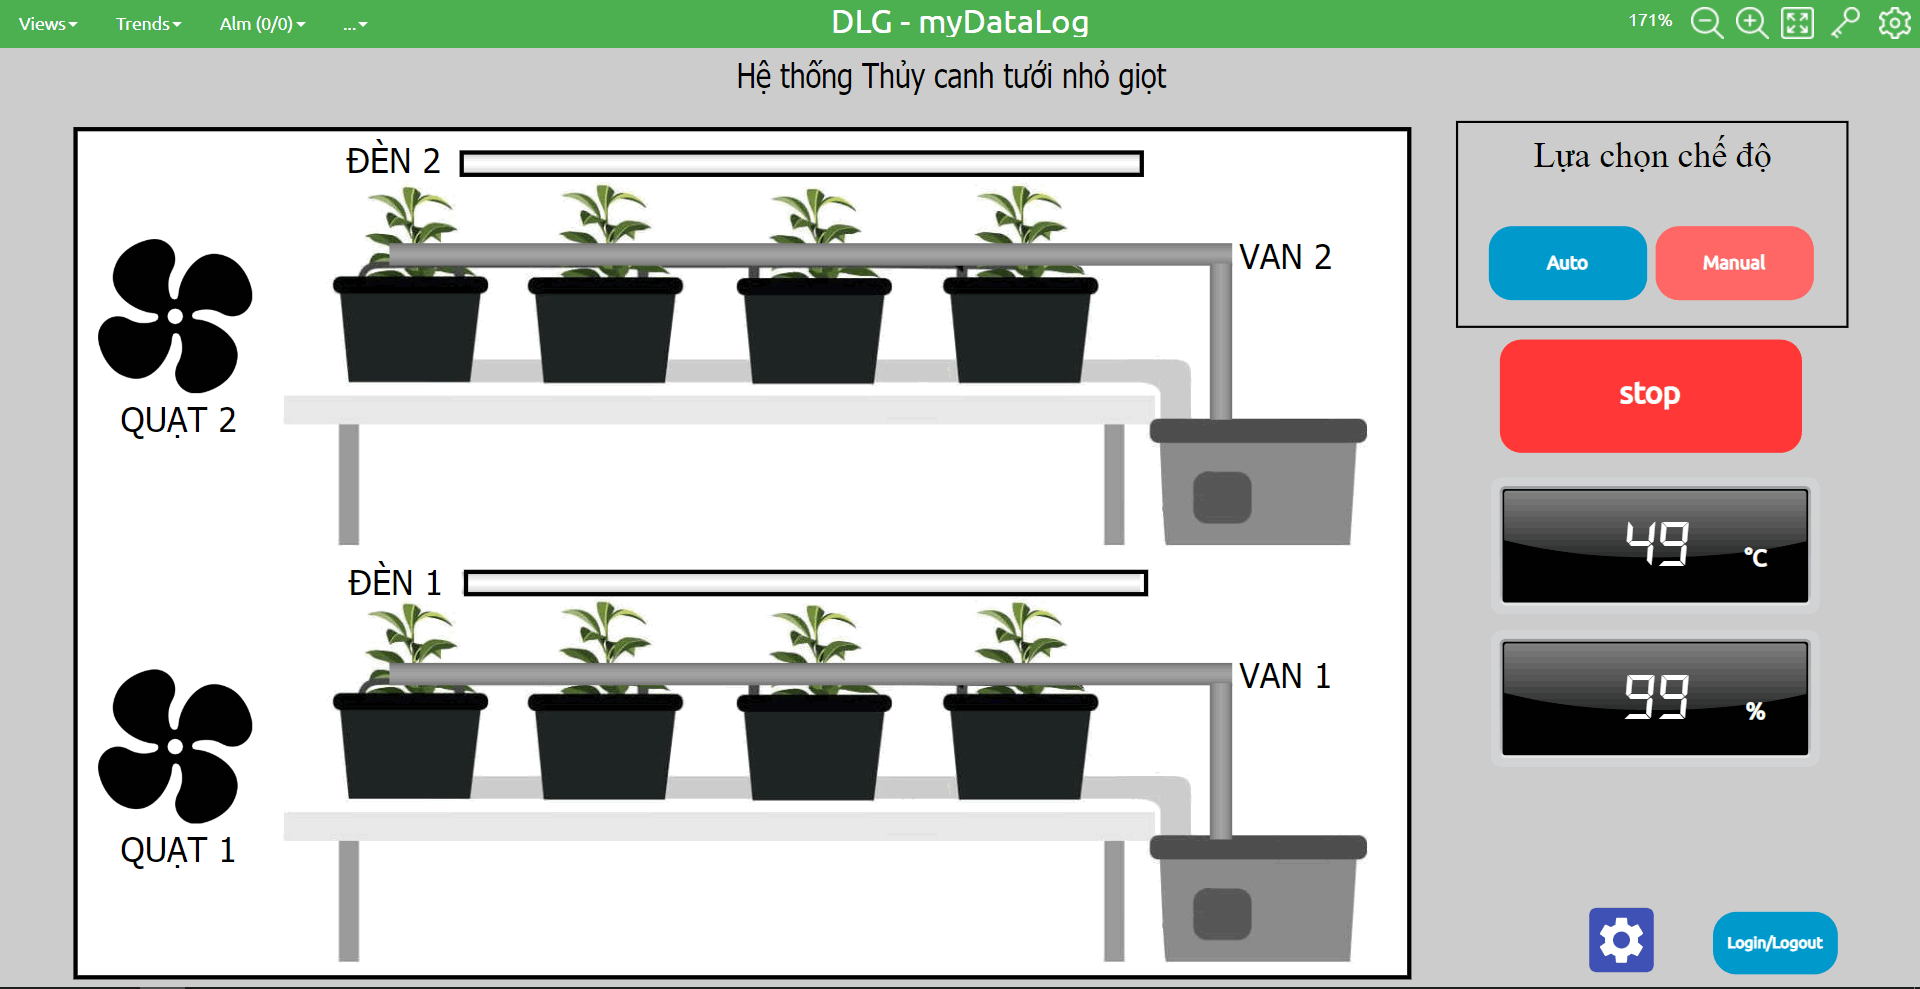 Views Trends Alm (0/0) ... DLG - myDataLog 171%
Hệ thống Thủy canh tưới nhỏ giọt
Lựa chọn chế độ
Auto Manual
stop
49 °C
99 %
ĐÈN 2
VAN 2
QUẠT 2
ĐÈN 1
VAN 1
QUẠT 1
Login/Logout